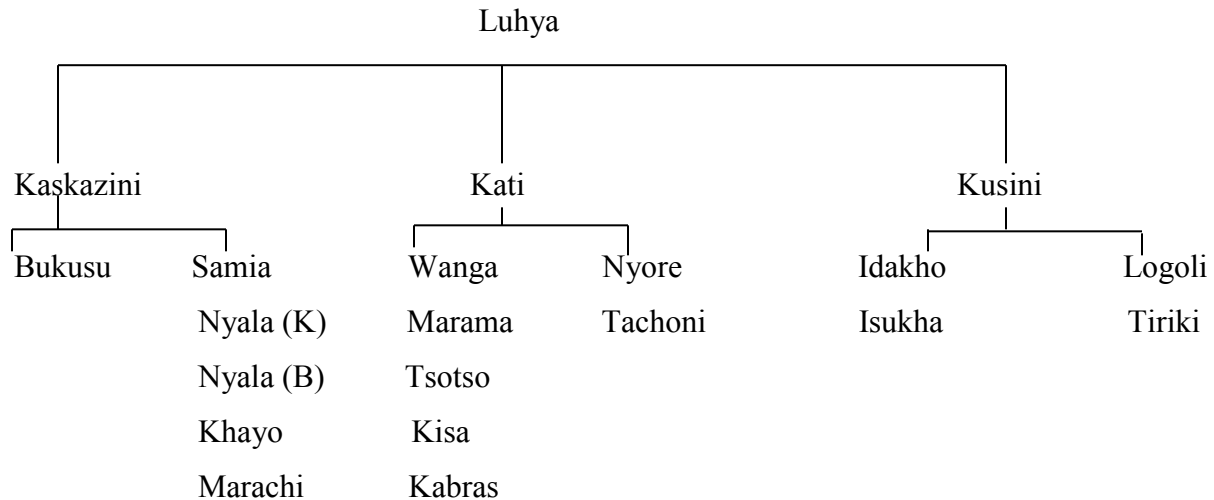 Luhya
Kaskazini Kati Kusini
Bukusu Samia Wanga Nyore Idakho Logoli
Nyala (K) Marama Tachoni Isukha Tiriki
Nyala (B) Tsotso
Khayo Kisa
Marachi Kabras